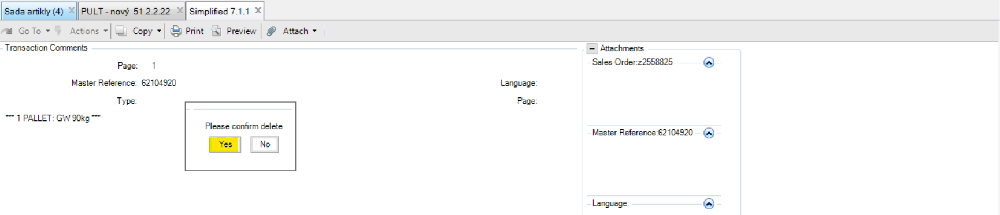 Sada artikly (4) PULT - nový 51.2.2.22 Simplified 7.1.1
Go To Actions Copy Print Preview Attach
Transaction Comments
Page: 1
Master Reference: 62104920
Language:
Type:
Page:
*** 1 PALLET: GW 90kg ***
Please confirm delete
Yes No
Attachments
Sales Order:z2558825
Master Reference:62104920
Language: